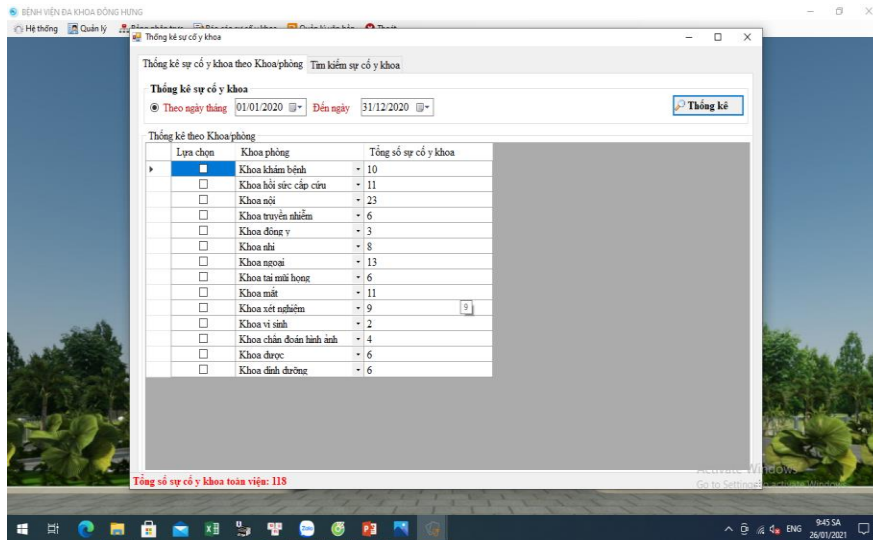 BỆNH VIỆN ĐA KHOA ĐÔNG HƯNG
Hệ thống Quản lý
Thống kê sự cố y khoa
Thống kê sự cố y khoa theo Khoa/phòng Tìm kiếm sự cố y khoa
Thống kê sự cố y khoa
Theo ngày tháng 01/01/2020 Đến ngày 31/12/2020 Thống kê
Thống kê theo Khoa/phòng
Lựa chọn Khoa phòng Tổng số sự cố y khoa
Khoa khám bệnh 10
Khoa hồi sức cấp cứu 11
Khoa nội 23
Khoa truyền nhiễm 6
Khoa đông y 3
Khoa nhi 8
Khoa ngoại 13
Khoa tai mũi họng 6
Khoa mắt 11
Khoa xét nghiệm 9 9
Khoa vi sinh 2
Khoa chẩn đoán hình ảnh 4
Khoa dược 6
Khoa dinh dưỡng 6
Tổng số sự cố y khoa toàn viện: 118
Activate Windows
Go to Settings to activate Windows
Zalo
ENG
9:45 SA
26/01/2021